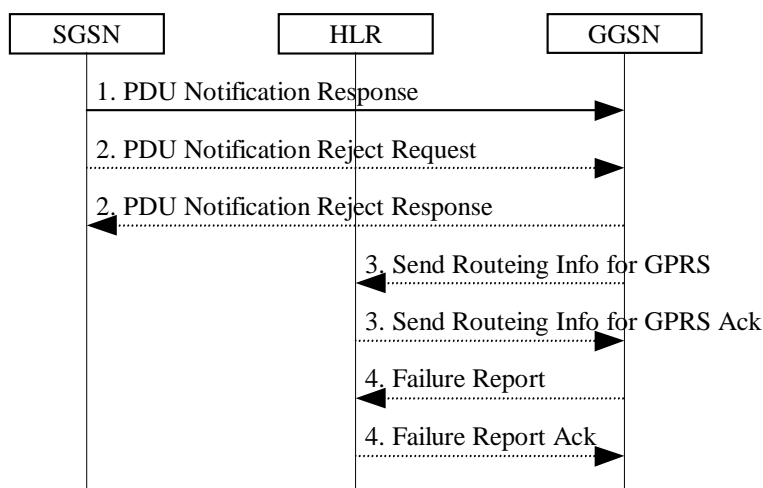 SGSN HLR GGSN
1. PDU Notification Response
2. PDU Notification Reject Request
2. PDU Notification Reject Response
3. Send Routeing Info for GPRS
3. Send Routeing Info for GPRS Ack
4. Failure Report
4. Failure Report Ack